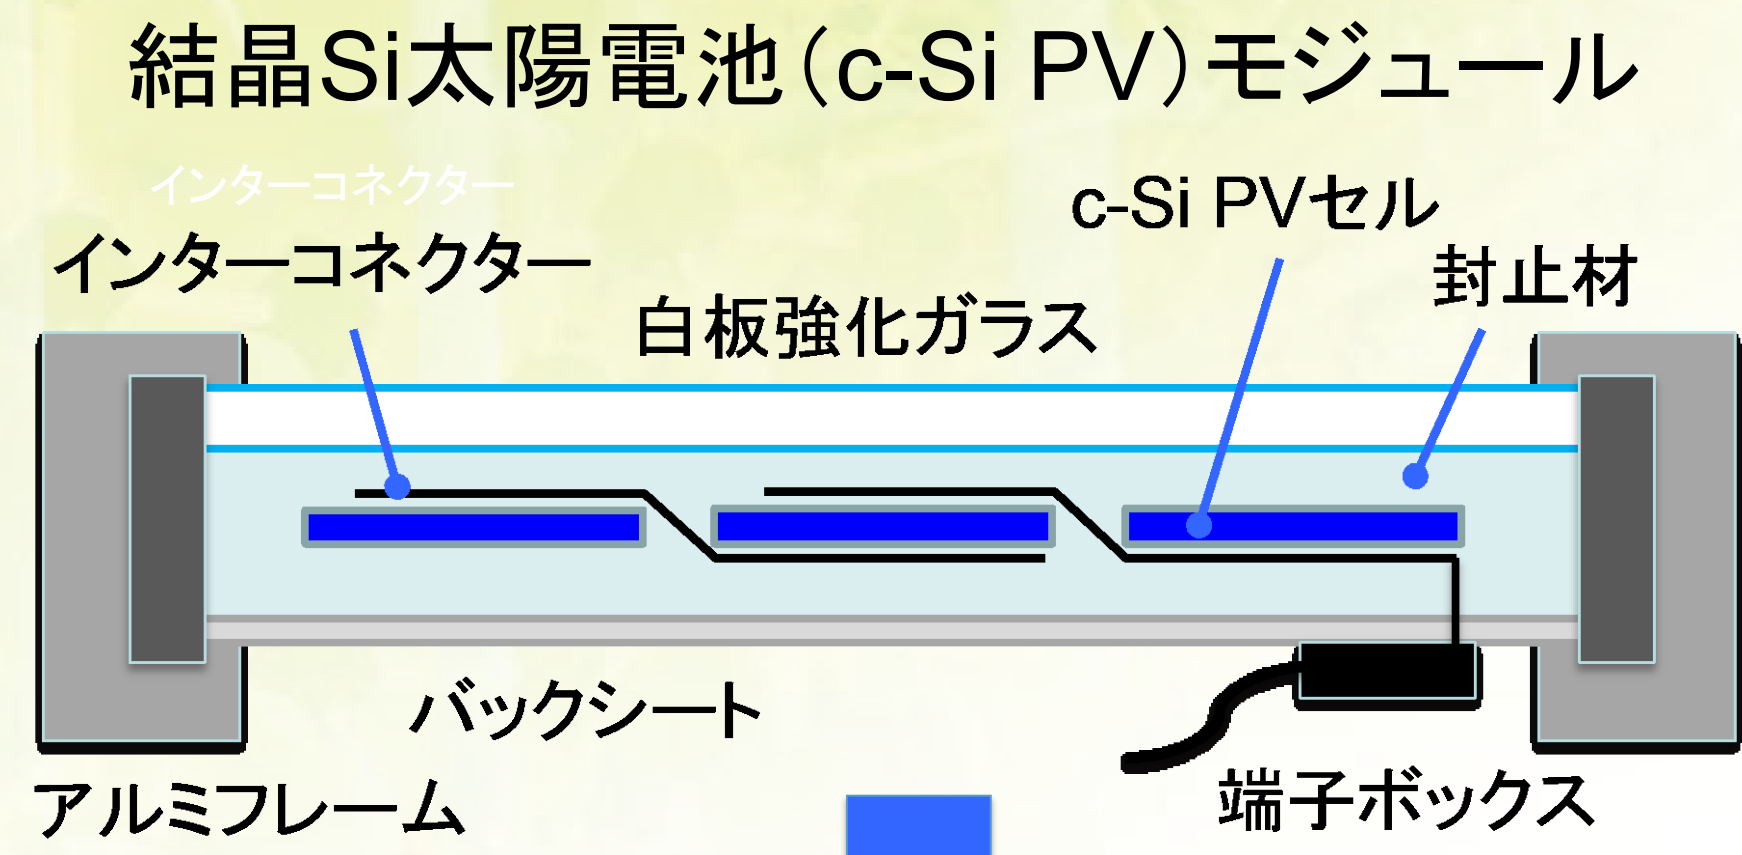 結晶Si太陽電池（c-Si PV）モジュール
インターコネクター
インターコネクター
c-Si PVセル
封止材
白板強化ガラス
バックシート
アルミフレーム
端子ボックス